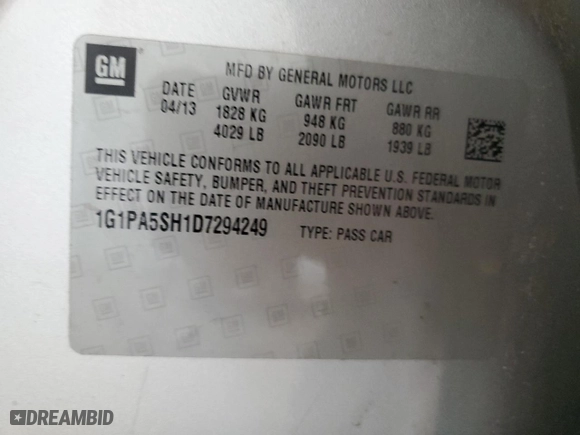 GM
MFD BY GENERAL MOTORS LLC
DATE GVWR GAWR FRT GAWR RR
04/13 1828 KG 948 KG 880 KG
4029 LB 2090 LB 1939 LB
THIS VEHICLE CONFORMS TO ALL APPLICABLE U.S. FEDERAL MOTOR
VEHICLE SAFETY, BUMPER, AND THEFT PREVENTION STANDARDS IN
EFFECT ON THE DATE OF MANUFACTURE SHOWN ABOVE.
1G1PA5SH1D7294249 TYPE: PASS CAR
DREAMBID